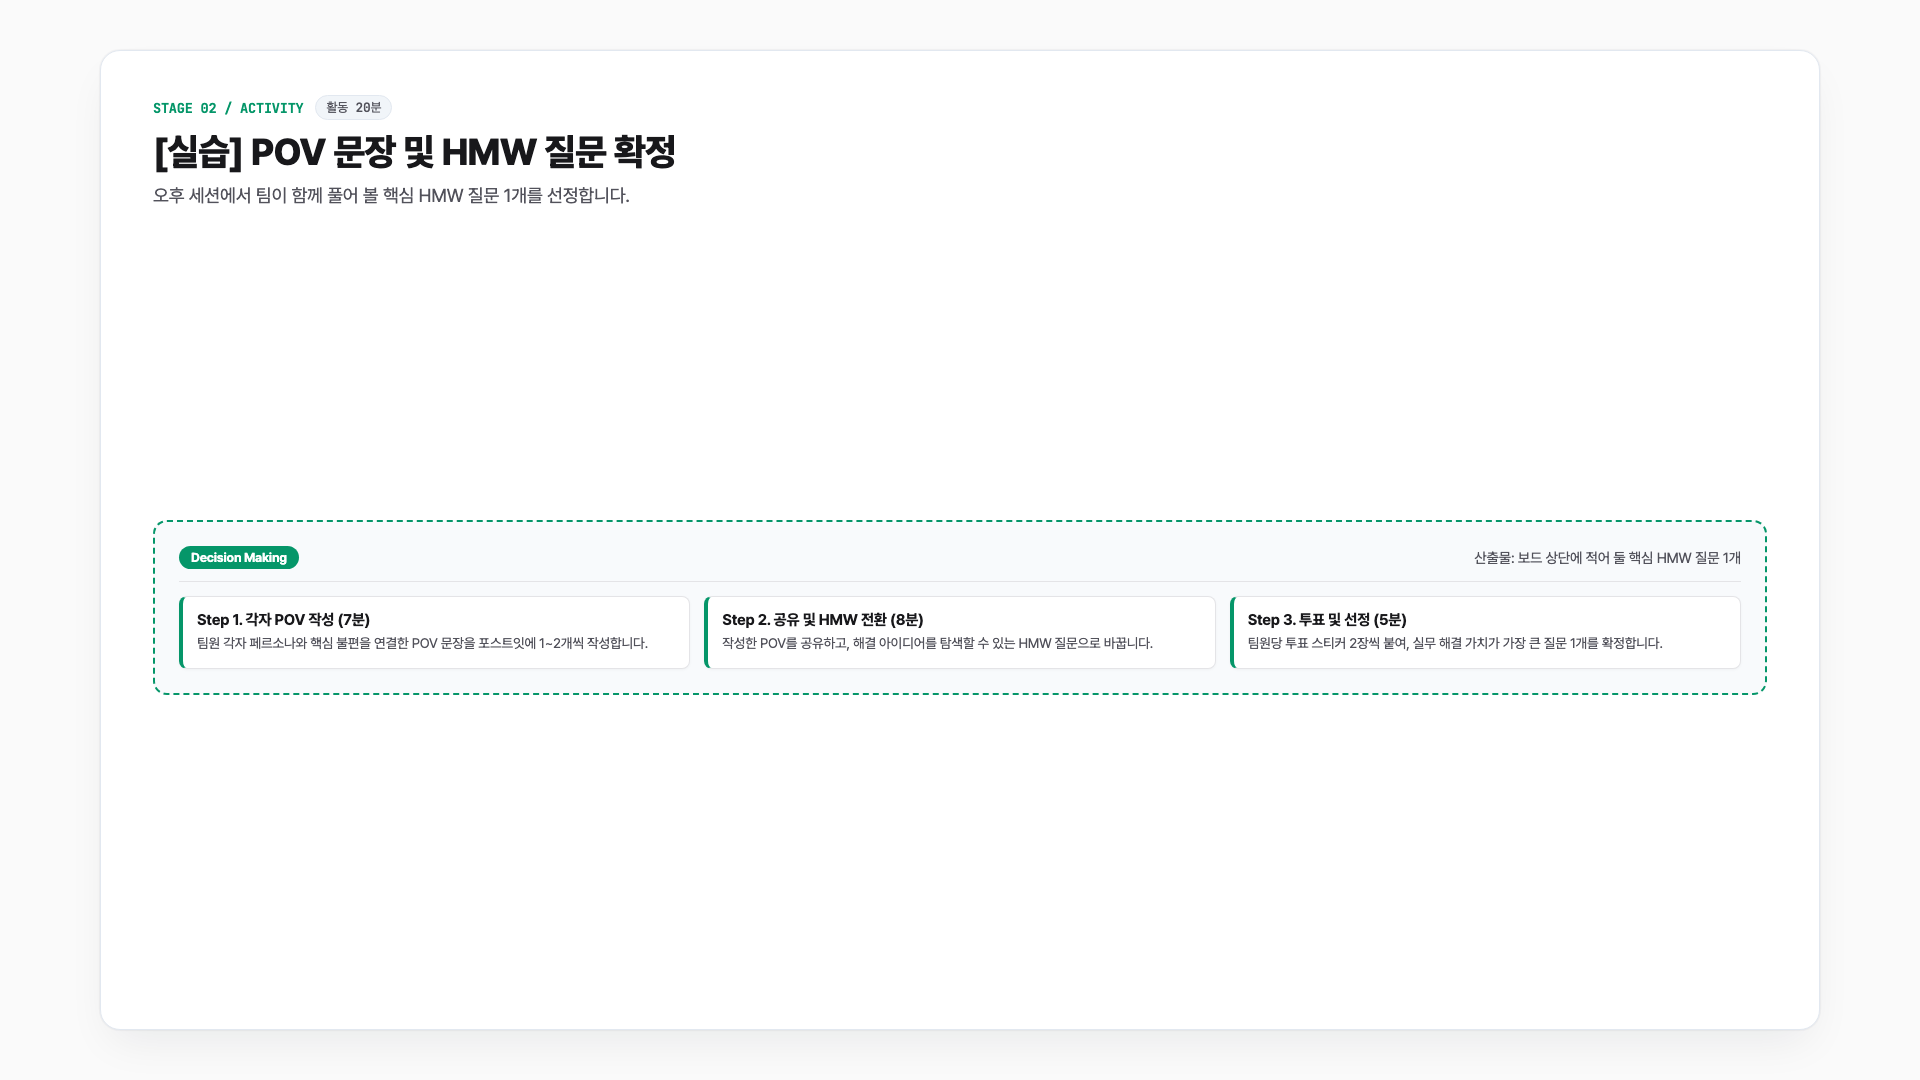 STAGE 02 / ACTIVITY 활동 20분
[실습] POV 문장 및 HMW 질문 확정
오후 세션에서 팀이 함께 풀어 볼 핵심 HMW 질문 1개를 선정합니다.
Decision Making
산출물: 보드 상단에 적어 둘 핵심 HMW 질문 1개
Step 1. 각자 POV 작성 (7분)
팀원 각자 페르소나와 핵심 불편을 연결한 POV 문장을 포스트잇에 1~2개씩 작성합니다.
Step 2. 공유 및 HMW 전환 (8분)
작성한 POV를 공유하고, 해결 아이디어를 탐색할 수 있는 HMW 질문으로 바꿉니다.
Step 3. 투표 및 선정 (5분)
팀원당 투표 스티커 2장씩 붙여, 실무 해결 가치가 가장 큰 질문 1개를 확정합니다.